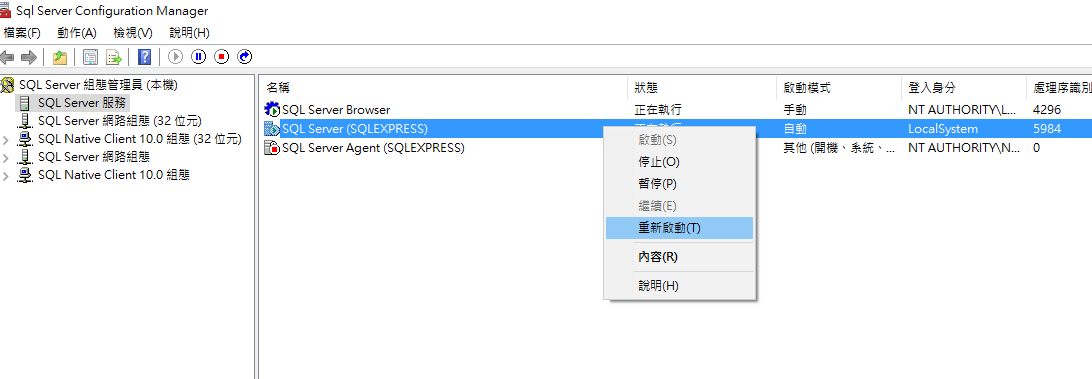 Sql Server Configuration Manager
檔案(F) 動作(A) 檢視(V) 說明(H)
SQL Server 組態管理員 (本機)
SQL Server 服務
SQL Server 網路組態 (32 位元)
SQL Native Client 10.0 組態 (32 位元)
SQL Server 網路組態
SQL Native Client 10.0 組態
名稱 狀態 啟動模式 登入身分 處理序識別
SQL Server Browser 正在執行 手動 NT AUTHORITY\L... 4296
SQL Server (SQLEXPRESS) 正在執行 自動 LocalSystem 5984
SQL Server Agent (SQLEXPRESS) 其他 (開機、系統、... NT AUTHORITY\N... 0
啟動(S)
停止(O)
暫停(P)
繼續(E)
重新啟動(T)
內容(R)
說明(H)